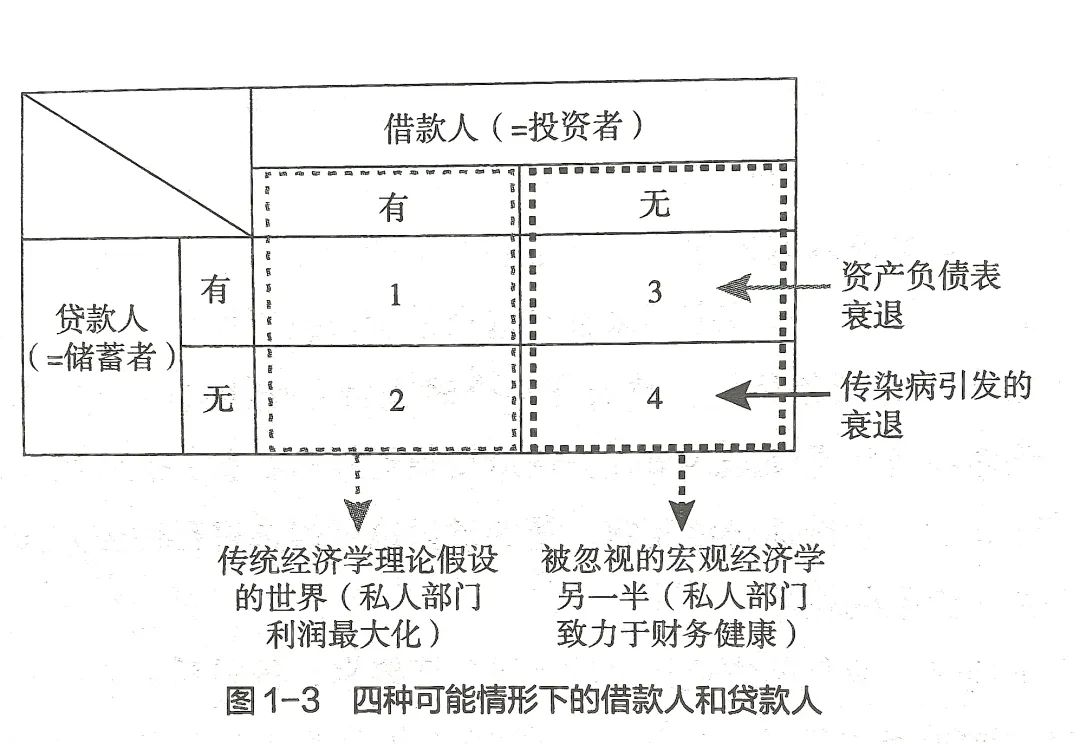 借款人（=投资者）
有
无
贷款人
（=储蓄者）
有
1
3
资产负债表
衰退
无
2
4
传染病引发的
衰退
传统经济学理论假设
的世界（私人部门
利润最大化）
被忽视的宏观经济学
另一半（私人部门
致力于财务健康）
图1-3 四种可能情形下的借款人和贷款人